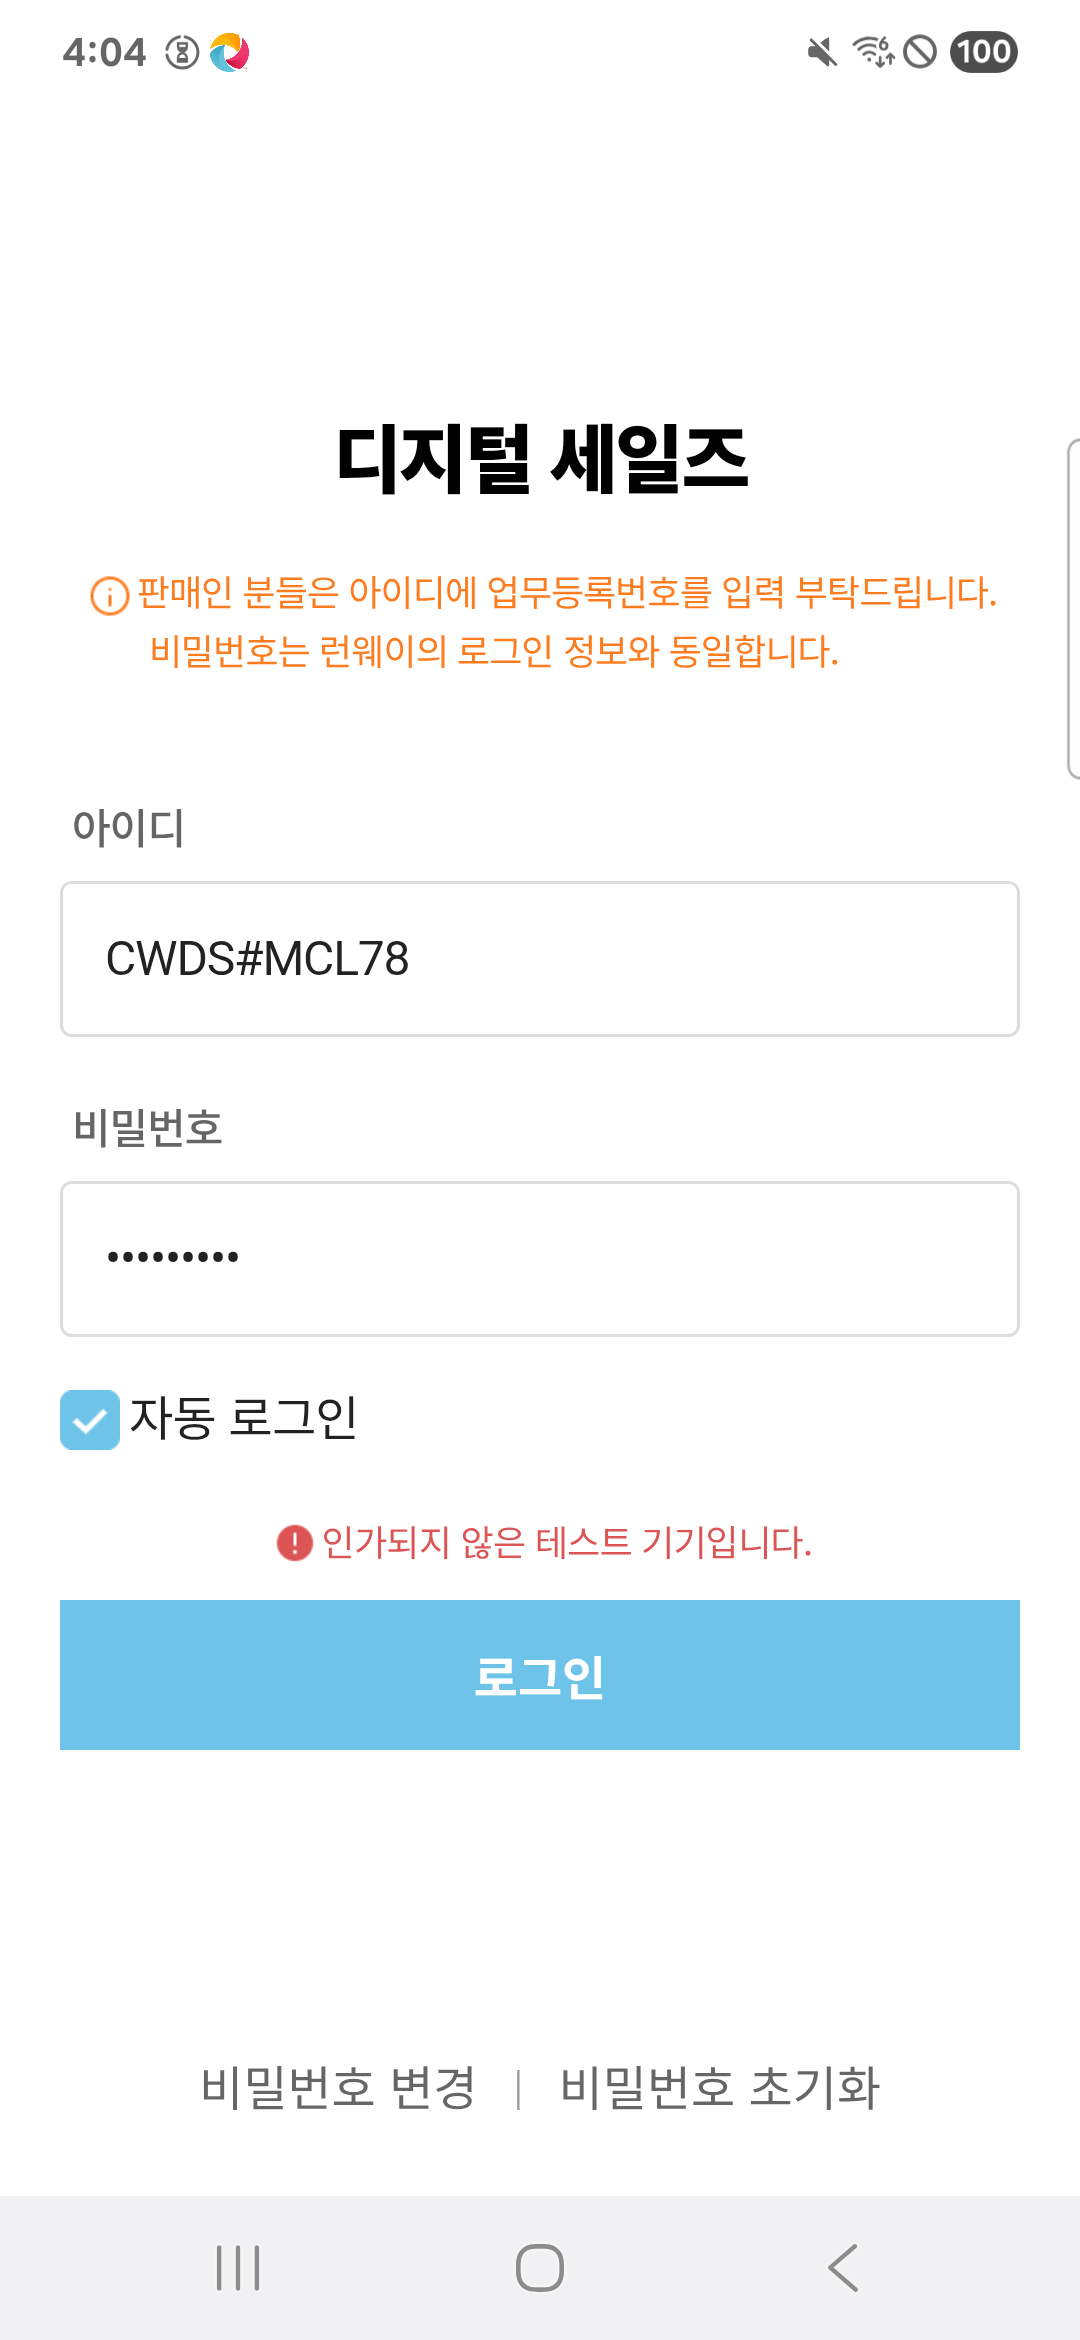 4:04
6
100
디지털 세일즈
판매인 분들은 아이디에 업무등록번호를 입력 부탁드립니다.
비밀번호는 런웨이의 로그인 정보와 동일합니다.
아이디
CWDS#MCL78
비밀번호
•••••••••
자동 로그인
인가되지 않은 테스트 기기입니다.
로그인
비밀번호 변경 | 비밀번호 초기화